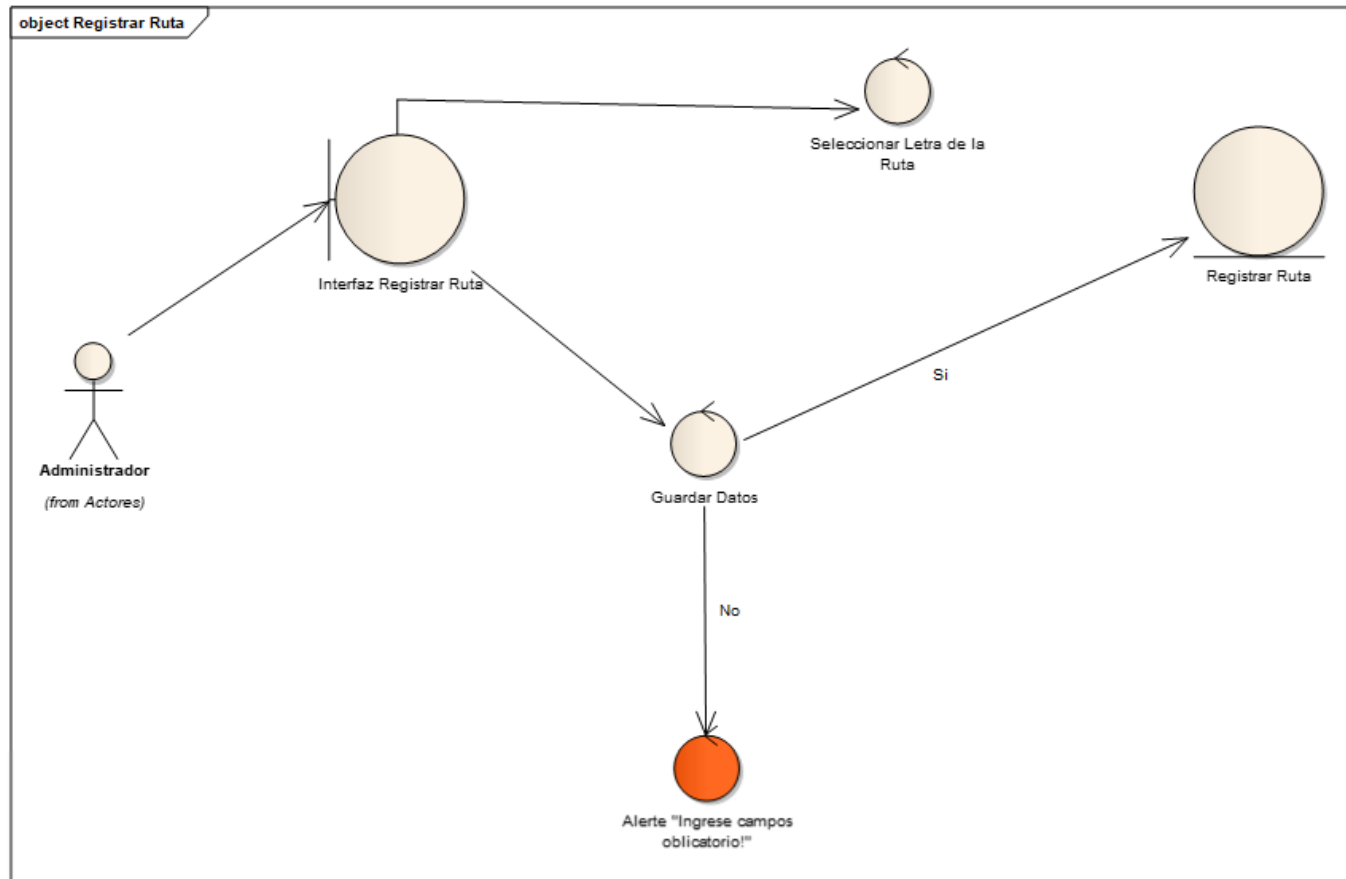 object Registrar Ruta
Seleccionar Letra de la
Ruta
Interfaz Registrar Ruta
Registrar Ruta
Administrador
(from Actores)
Si
Guardar Datos
No
Alerte "Ingrese campos
oblicatorio!"